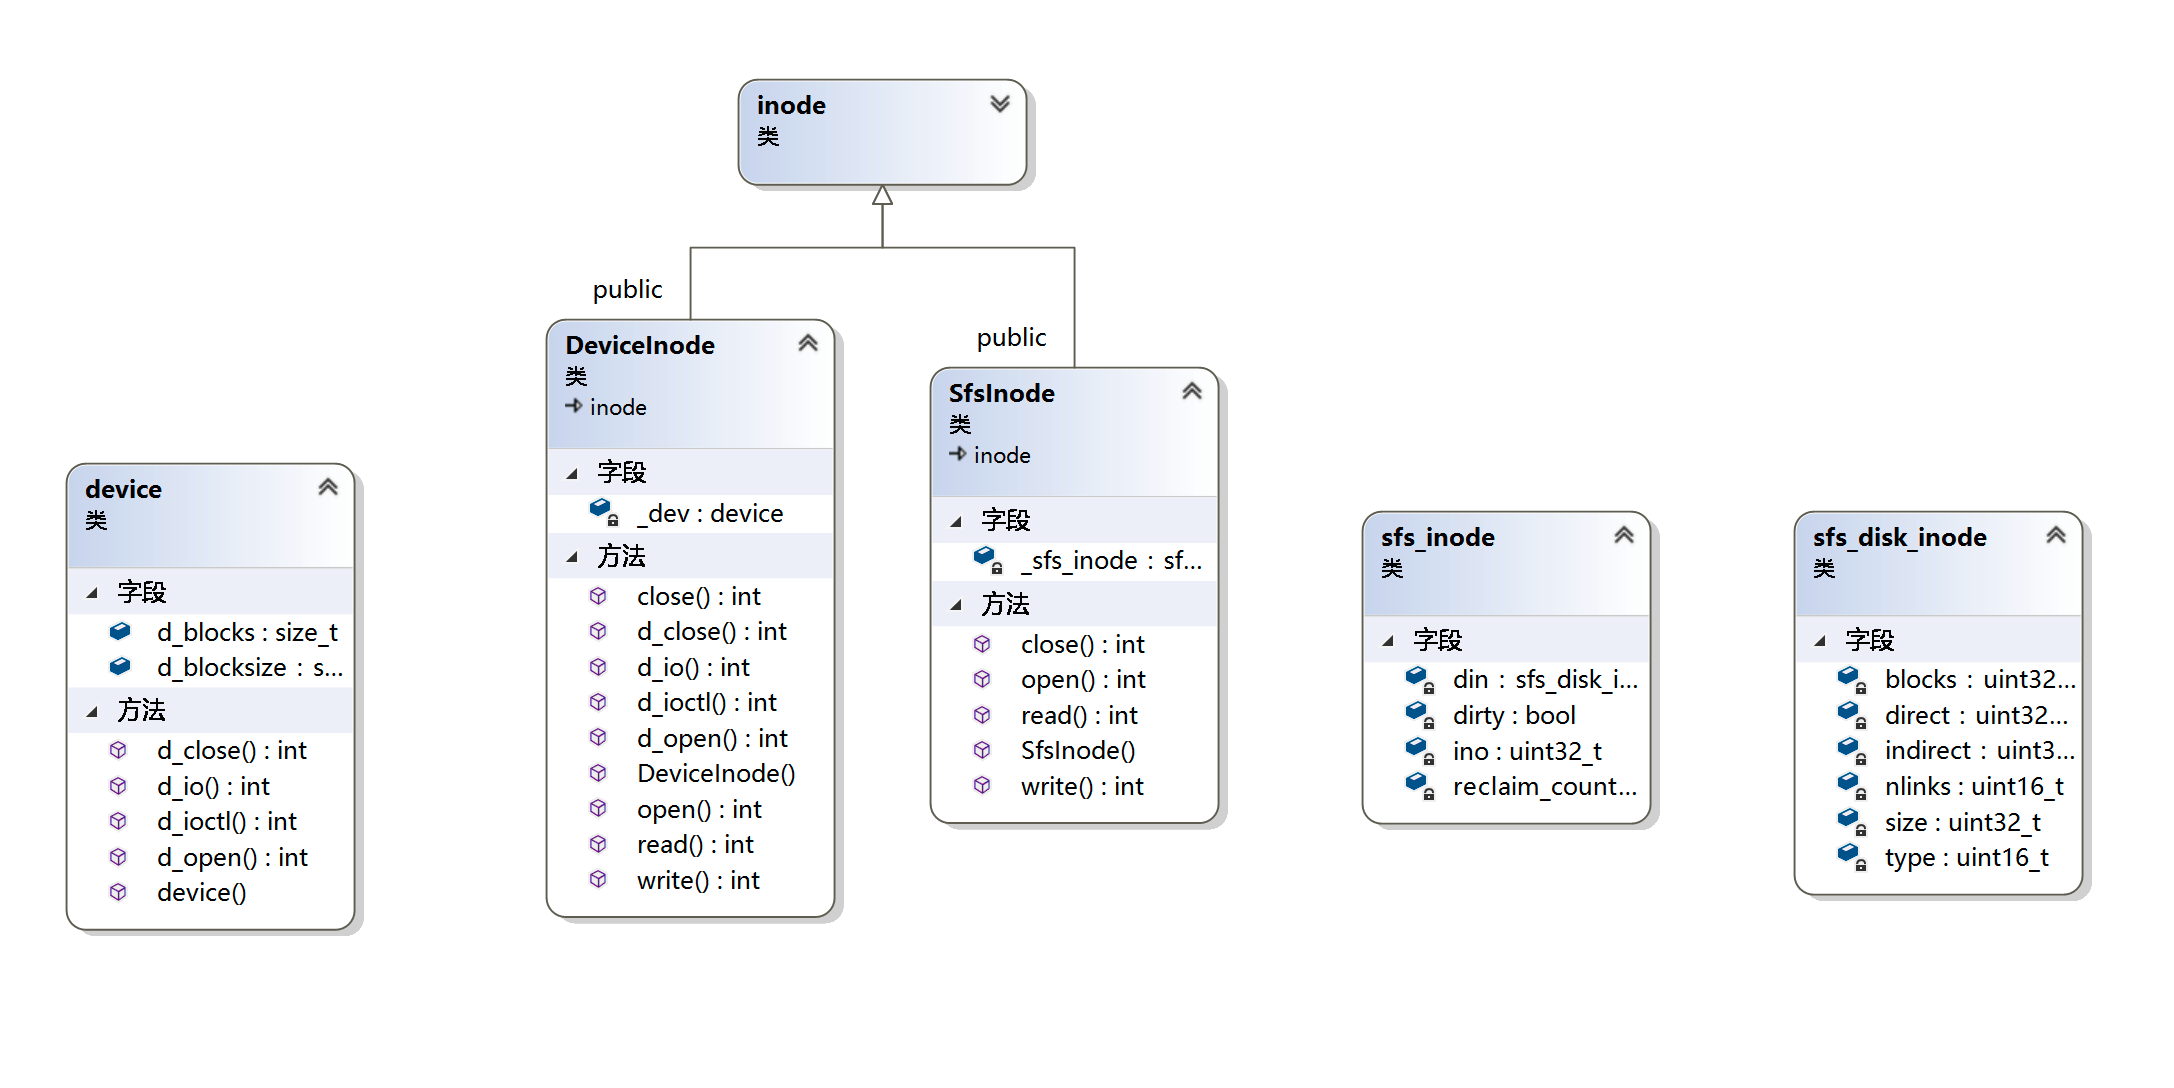 inode
类
public
public
DeviceInode
类
inode
字段
_dev : device
方法
close() : int
d_close() : int
d_io() : int
d_ioctl() : int
d_open() : int
DeviceInode()
open() : int
read() : int
write() : int
SfsInode
类
inode
字段
_sfs_inode : sf...
方法
close() : int
open() : int
read() : int
SfsInode()
write() : int
device
类
字段
d_blocks : size_t
d_blocksize : s...
方法
d_close() : int
d_io() : int
d_ioctl() : int
d_open() : int
device()
sfs_inode
类
字段
din : sfs_disk_i...
dirty : bool
ino : uint32_t
reclaim_count...
sfs_disk_inode
类
字段
blocks : uint32...
direct : uint32...
indirect : uint3...
nlinks : uint16_t
size : uint32_t
type : uint16_t